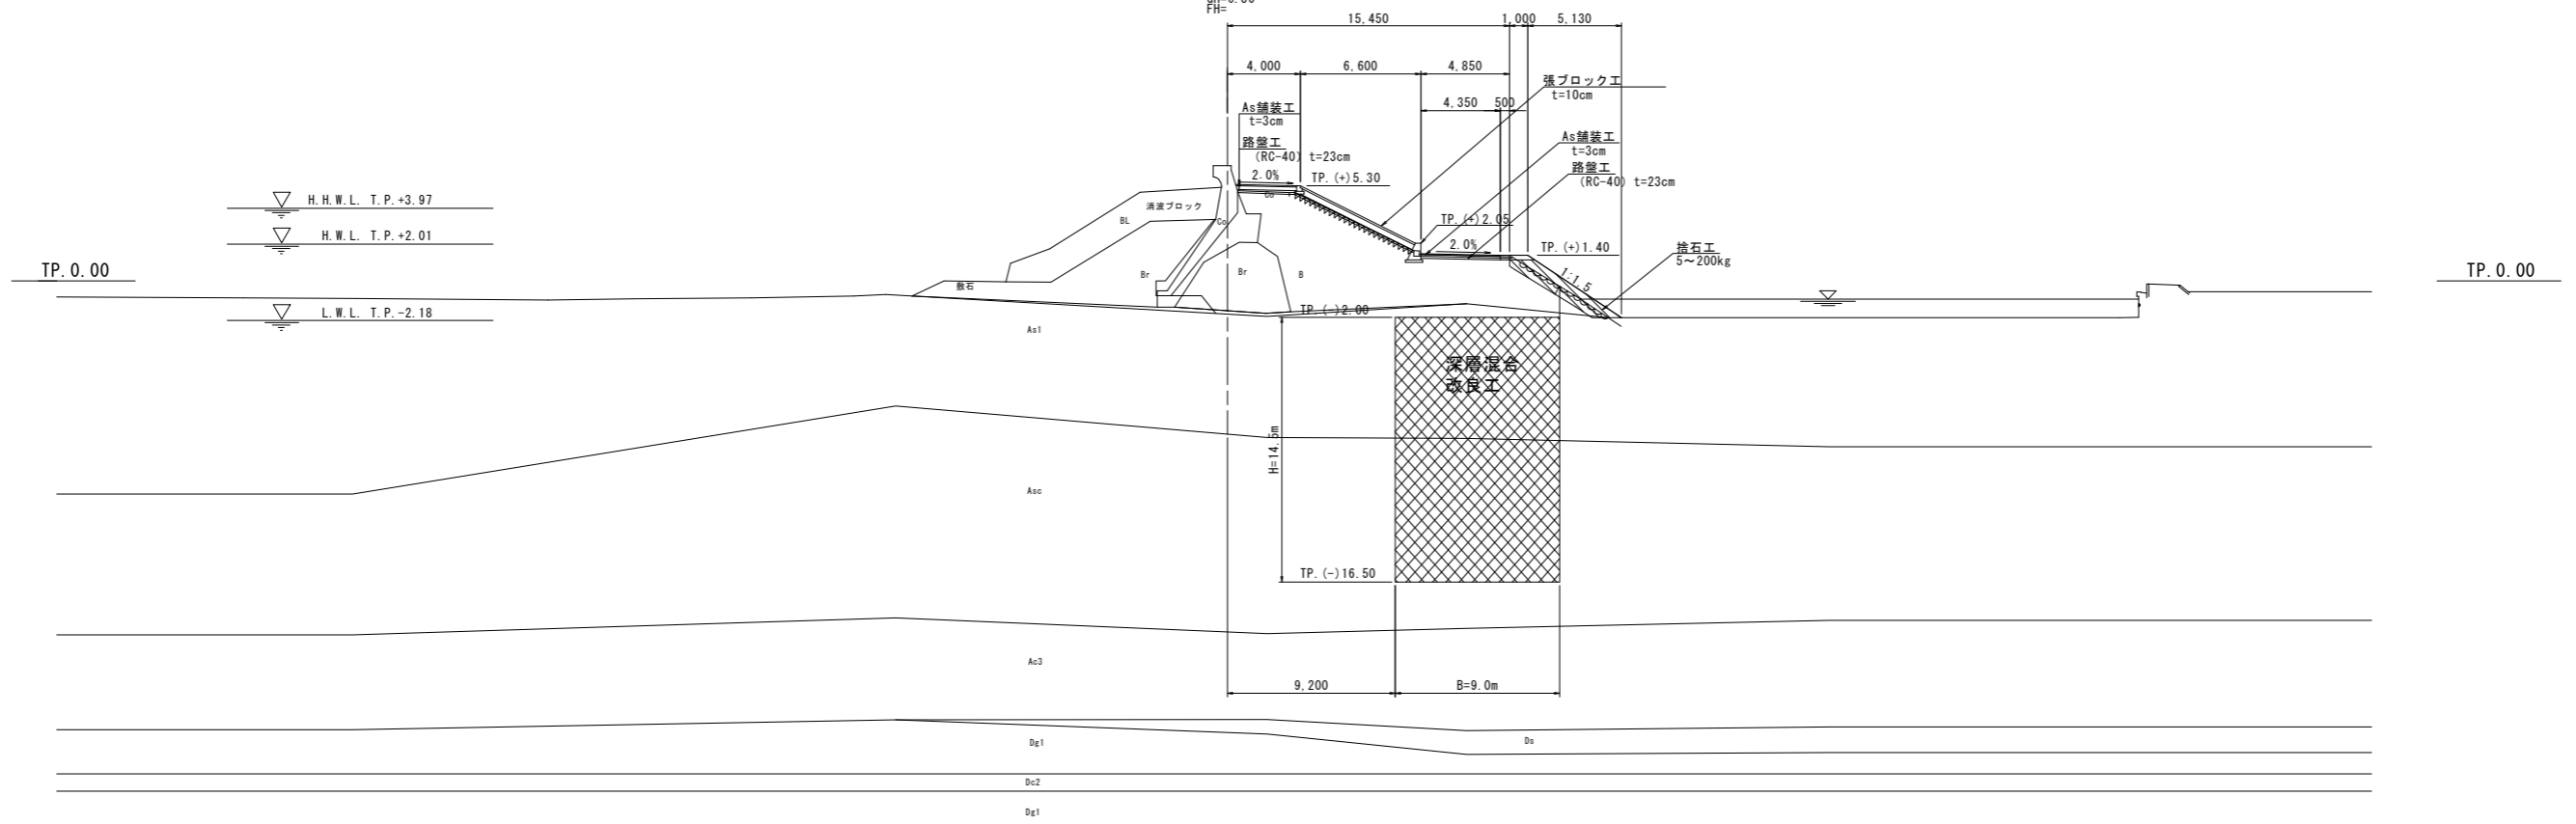 FH=
15,450
1,000
5,130
4,000
6,600
4,850
張ブロック工
t=10cm
4,350
500
As舗装工
t=3cm
As舗装工
t=3cm
路盤工
(RC-40) t=23cm
路盤工
(RC-40) t=23cm
2.0%
TP.(+)5.30
H.H.W.L. T.P.+3.97
消波ブロック
Co
BL
Co
TP.(+)2.05
H.W.L. T.P.+2.01
2.0%
TP.(+)1.40
捨石工
5～200kg
TP.0.00
Br
Br
B
1:1.5
TP.0.00
敷石
L.W.L. T.P.-2.18
TP.(-)2.00
As1
深層混合
改良工
H=14.5m
Asc
TP.(-)16.50
Ac3
9,200
B=9.0m
Dg1
Ds
Dc2
Dg1